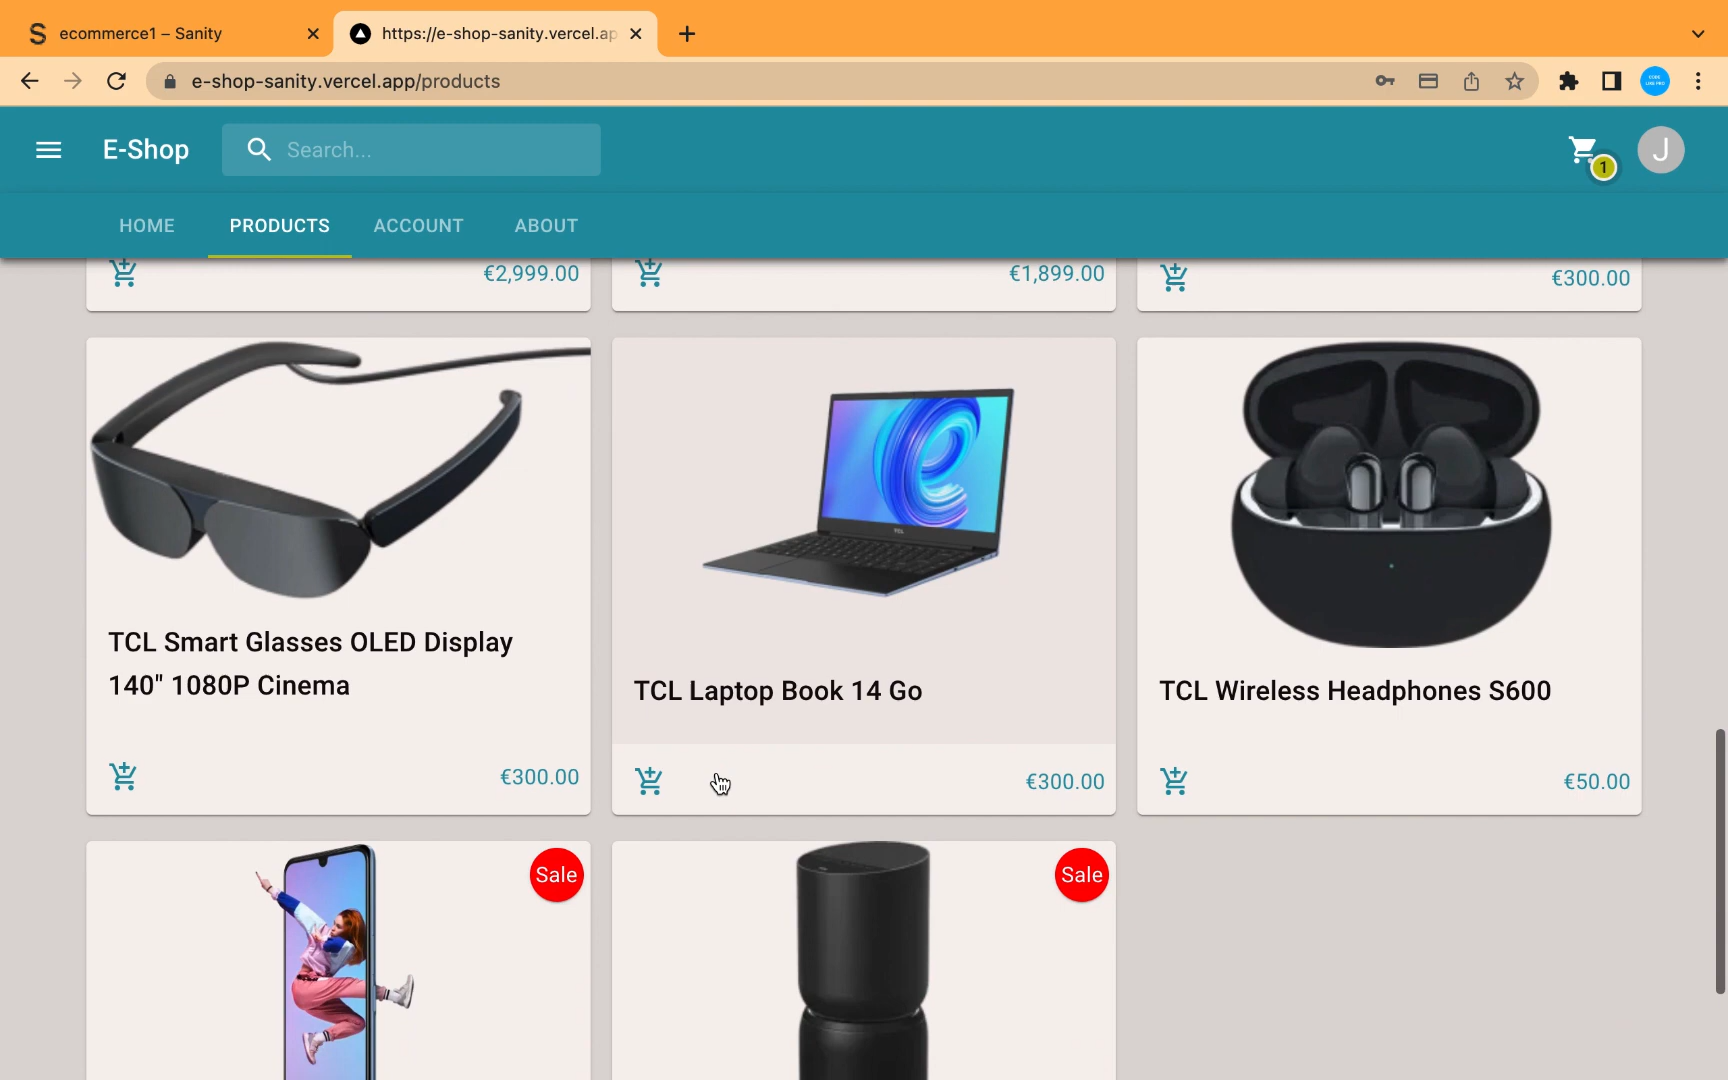 ecommerce1 – Sanity
https://e-shop-sanity.vercel.ap
e-shop-sanity.vercel.app/products
E-Shop
Search...
1
J
HOME
PRODUCTS
ACCOUNT
ABOUT
€2,999.00
€1,899.00
€300.00
TCL Smart Glasses OLED Display
140" 1080P Cinema
€300.00
TCL
TCL Laptop Book 14 Go
€300.00
TCL Wireless Headphones S600
€50.00
Sale
Sale